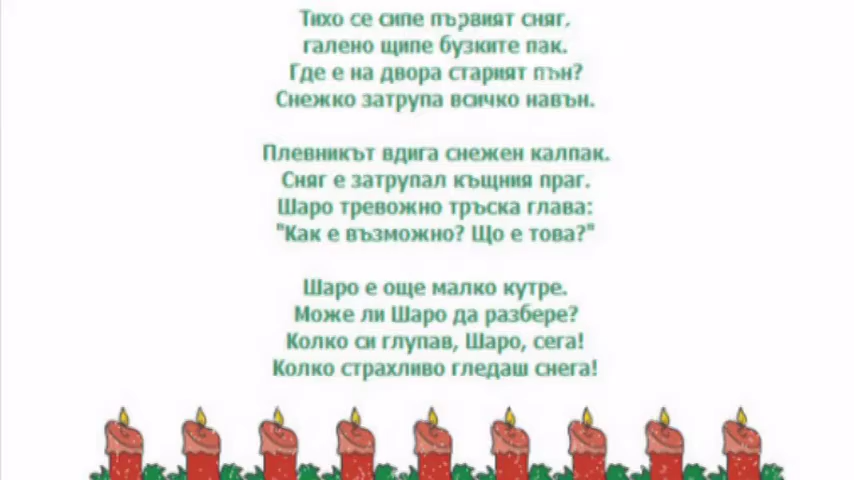 Тихо се сипе първият сняг,
галено щипе бузките пак.
Где е на двора старият пън?
Снежко затрупа всичко навън.
Плевникът вдига снежен калпак.
Сняг е затрупал къщния праг.
Шаро тревожно тръска глава:
"Как е възможно? Що е това?"
Шаро е още малко кутре.
Може ли Шаро да разбере?
Колко си глупав, Шаро, сега!
Колко страхливо гледаш снега!